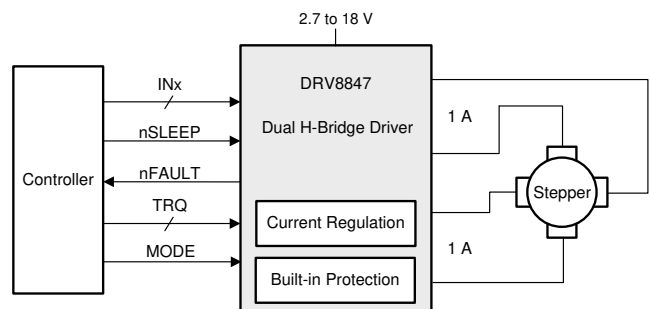 2.7 to 18 V
DRV8847
Dual H-Bridge Driver
Controller
INx
nSLEEP
nFAULT
TRQ
MODE
Current Regulation
Built-in Protection
1 A
1 A
Stepper